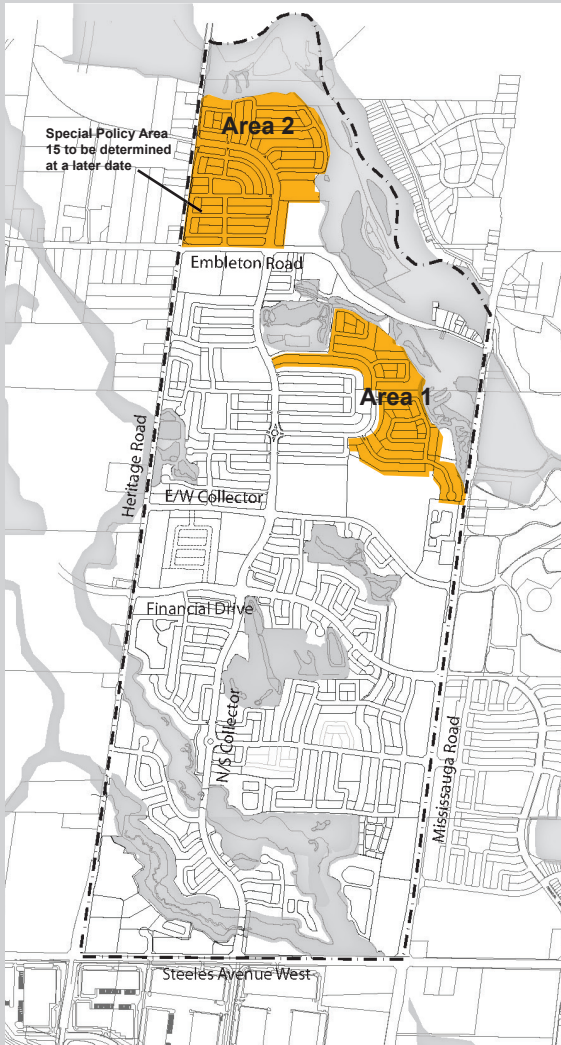 Area 2
Special Policy Area
15 to be determined
at a later date
Embleton Road
Area 1
Heritage Road
E/W Collector
Financial Drive
N/S Collector
Mississauga Road
Steeles Avenue West